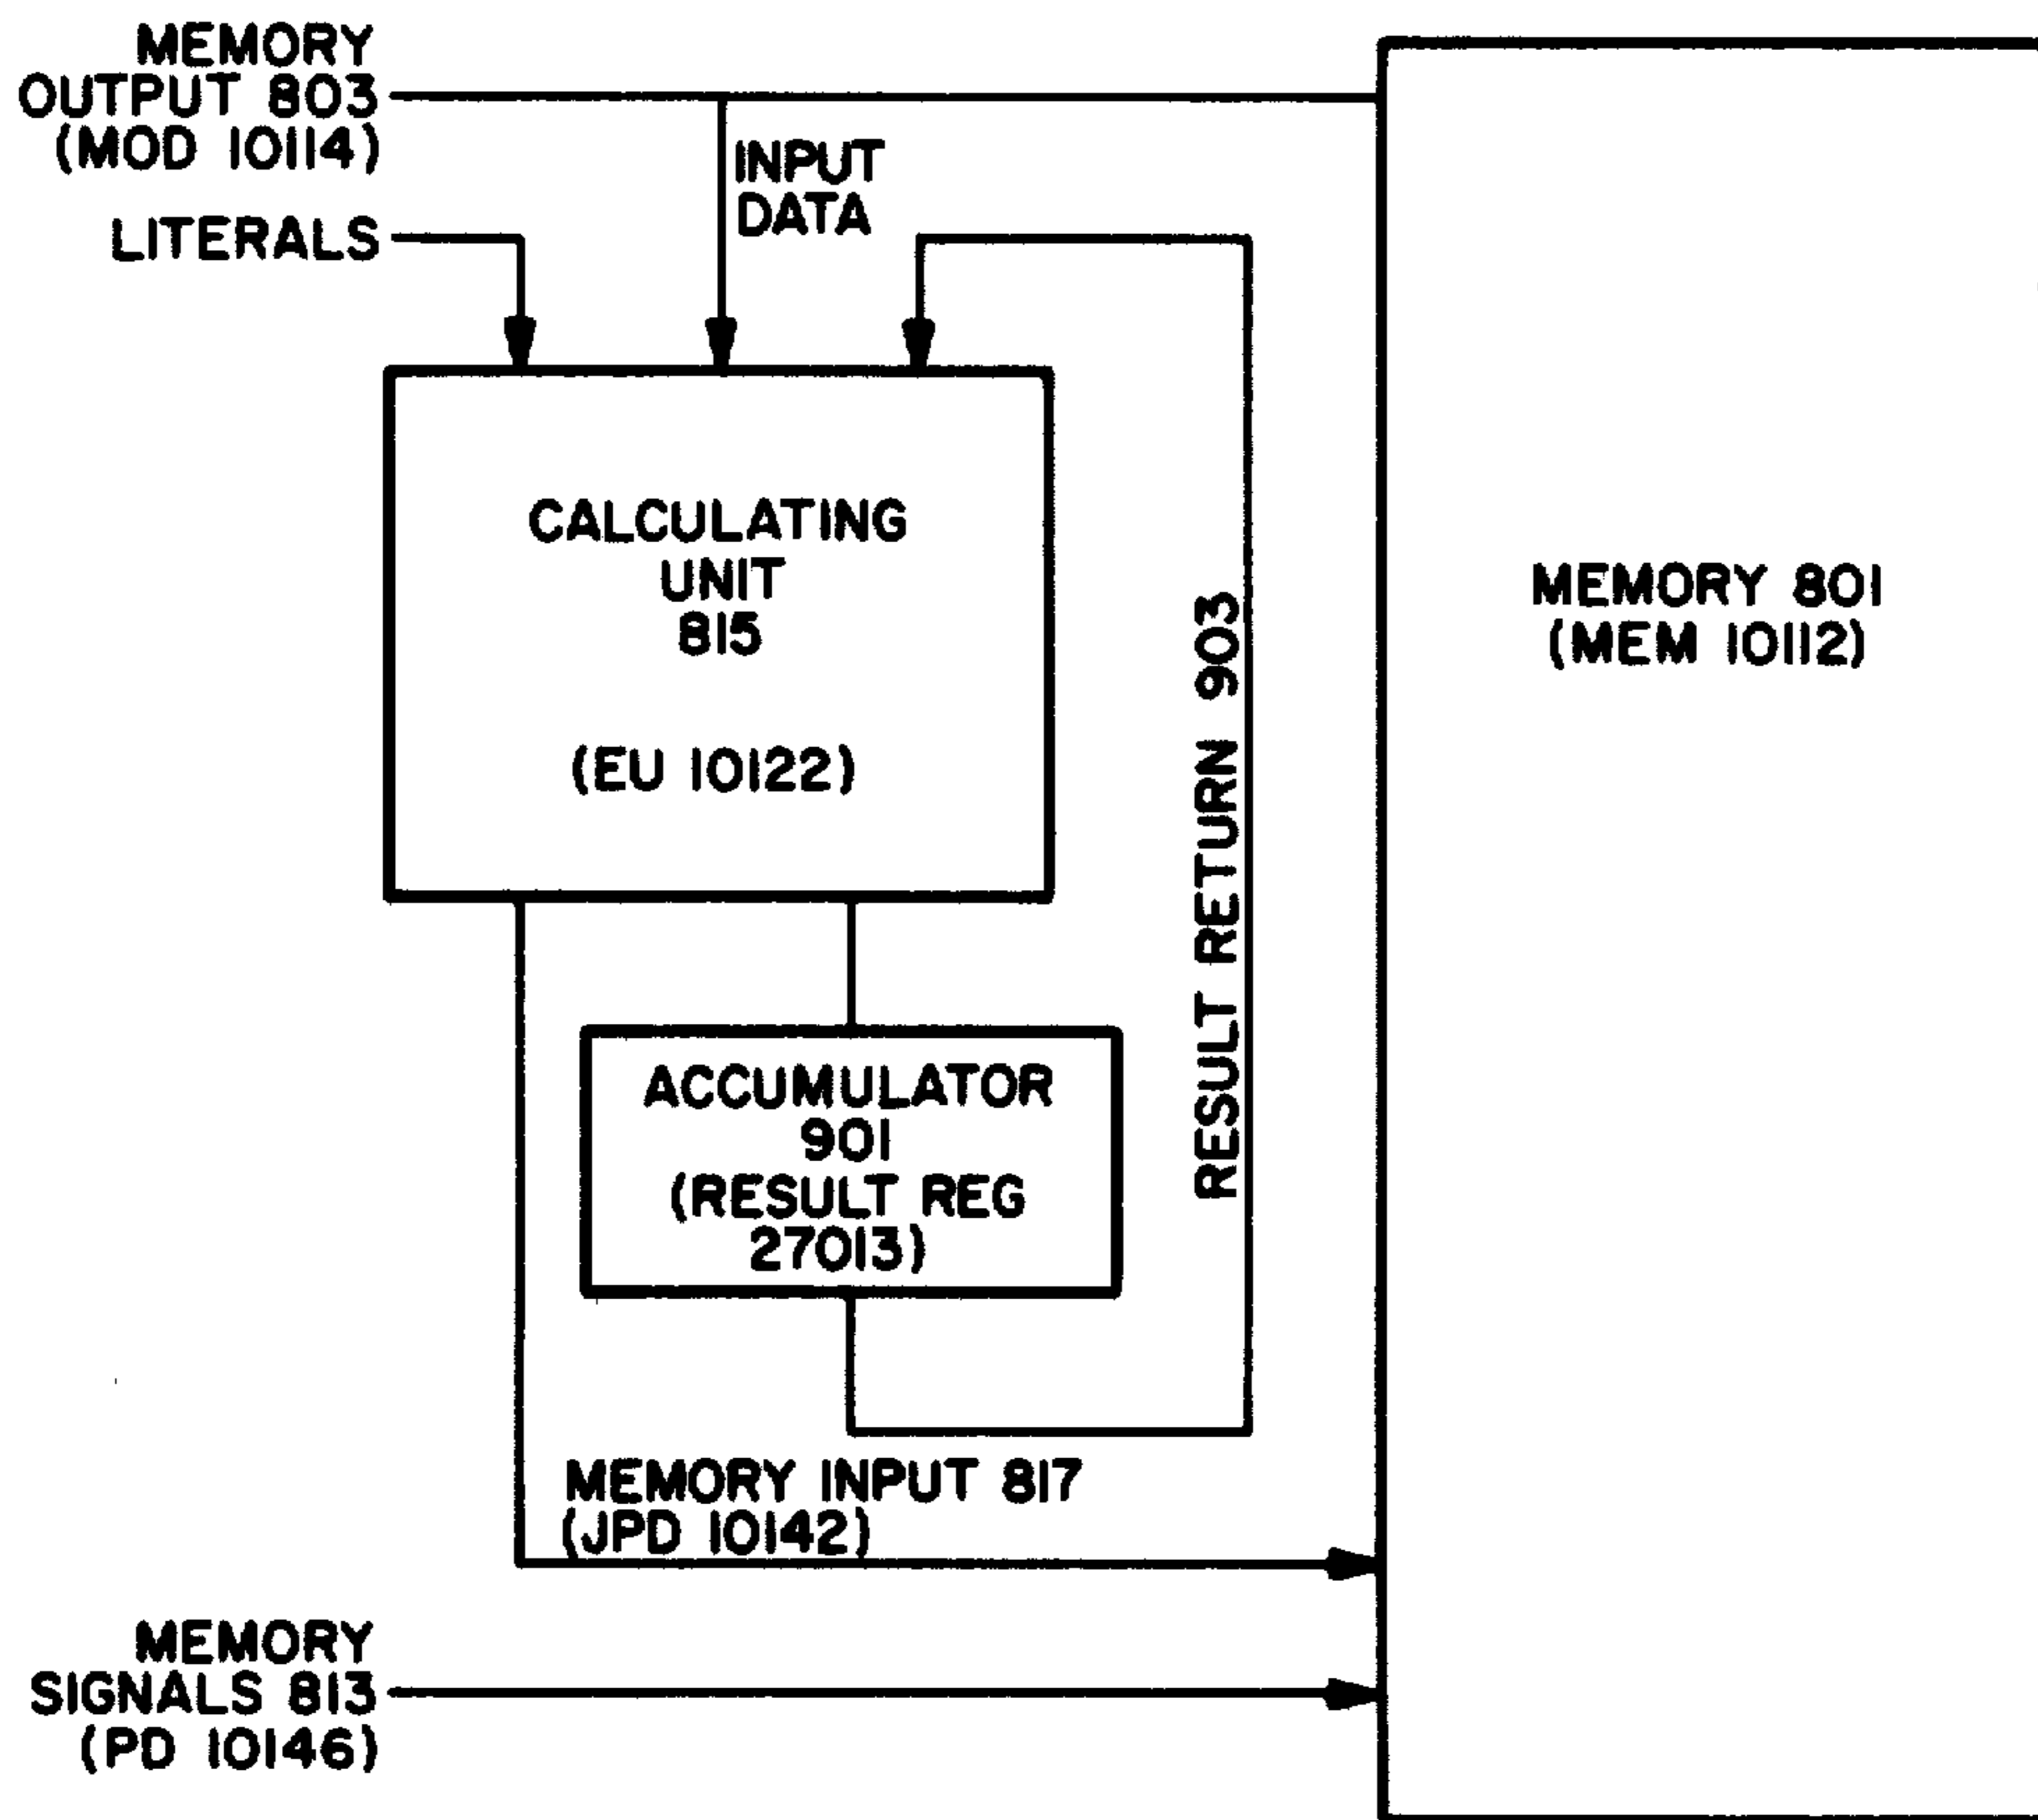 MEMORY
OUTPUT 803
(MOD 10114)
INPUT
DATA
LITERALS
CALCULATING
UNIT
815
(EU 10122)
RESULT RETURN 903
MEMORY 801
(MEM 10112)
ACCUMULATOR
901
(RESULT REG
27013)
MEMORY INPUT 817
(JPD 10142)
MEMORY
SIGNALS 813
(PD 10146)